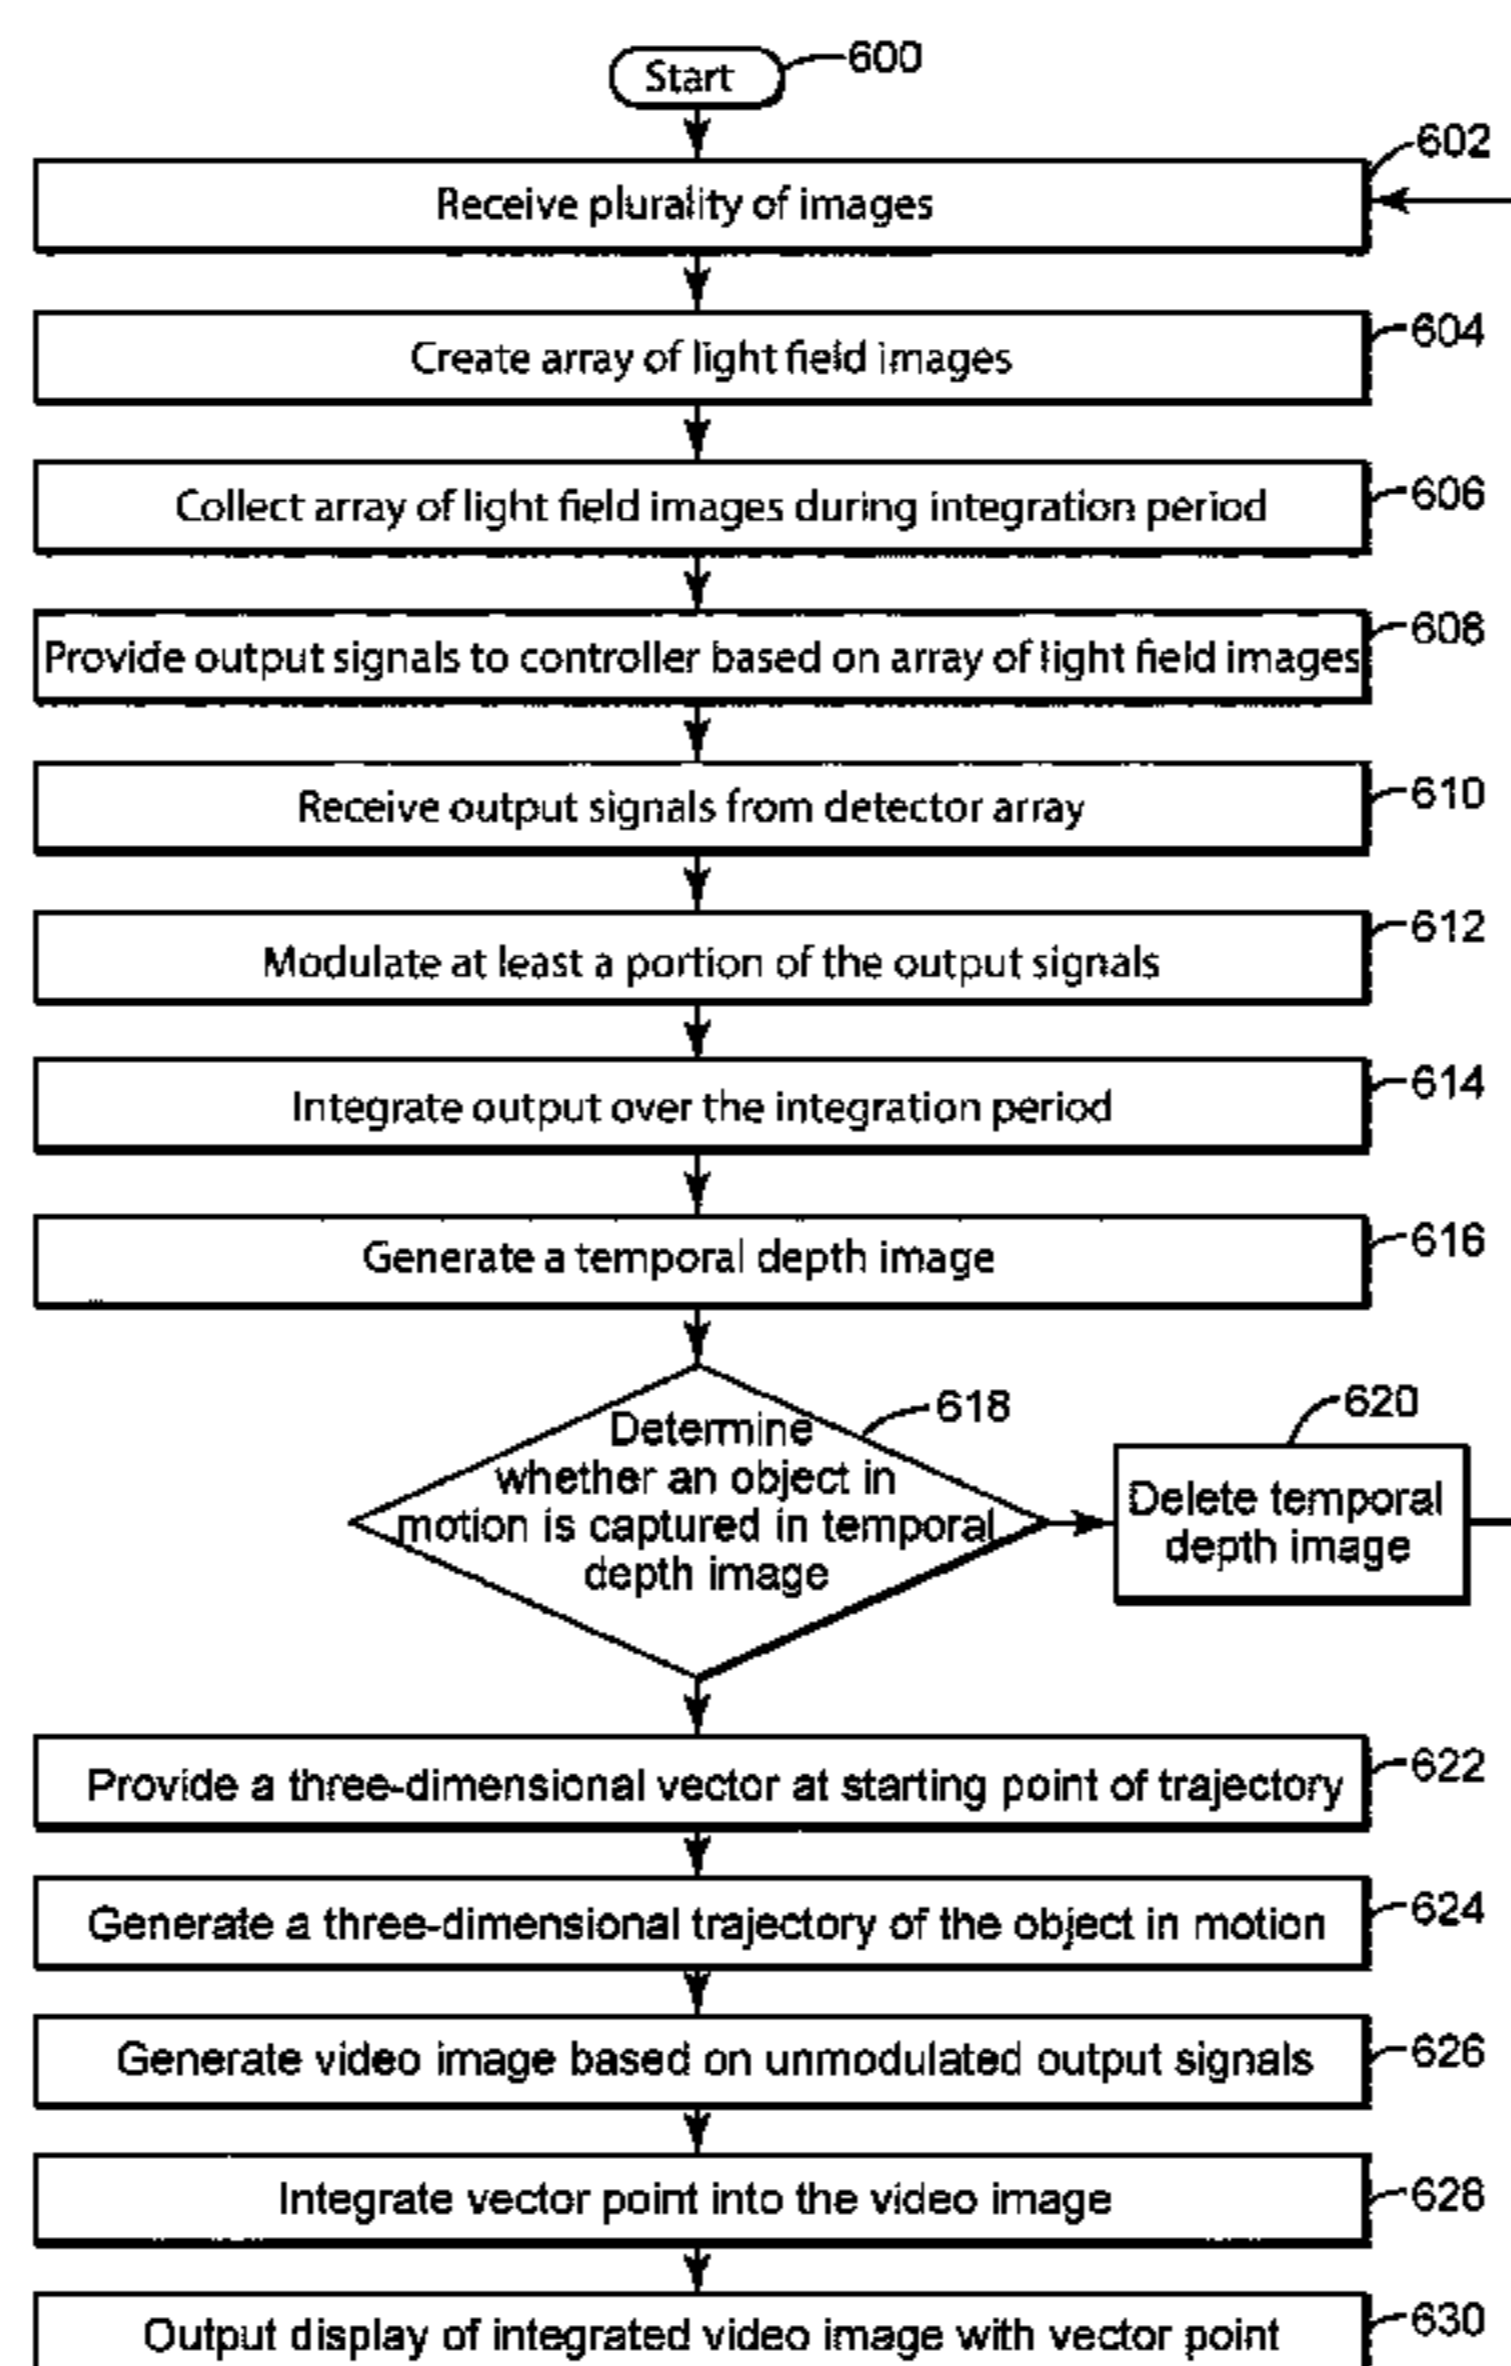 Start
600
602
Receive plurality of images
604
Create array of light field images
606
Collect array of light field images during integration period
608
Provide output signals to controller based on array of light field images
610
Receive output signals from detector array
612
Modulate at least a portion of the output signals
614
Integrate output over the integration period
616
Generate a temporal depth image
618
Determine
whether an object in
motion is captured in temporal
depth image
620
Delete temporal
depth image
622
Provide a three-dimensional vector at starting point of trajectory
624
Generate a three-dimensional trajectory of the object in motion
626
Generate video image based on unmodulated output signals
628
Integrate vector point into the video image
630
Output display of integrated video image with vector point